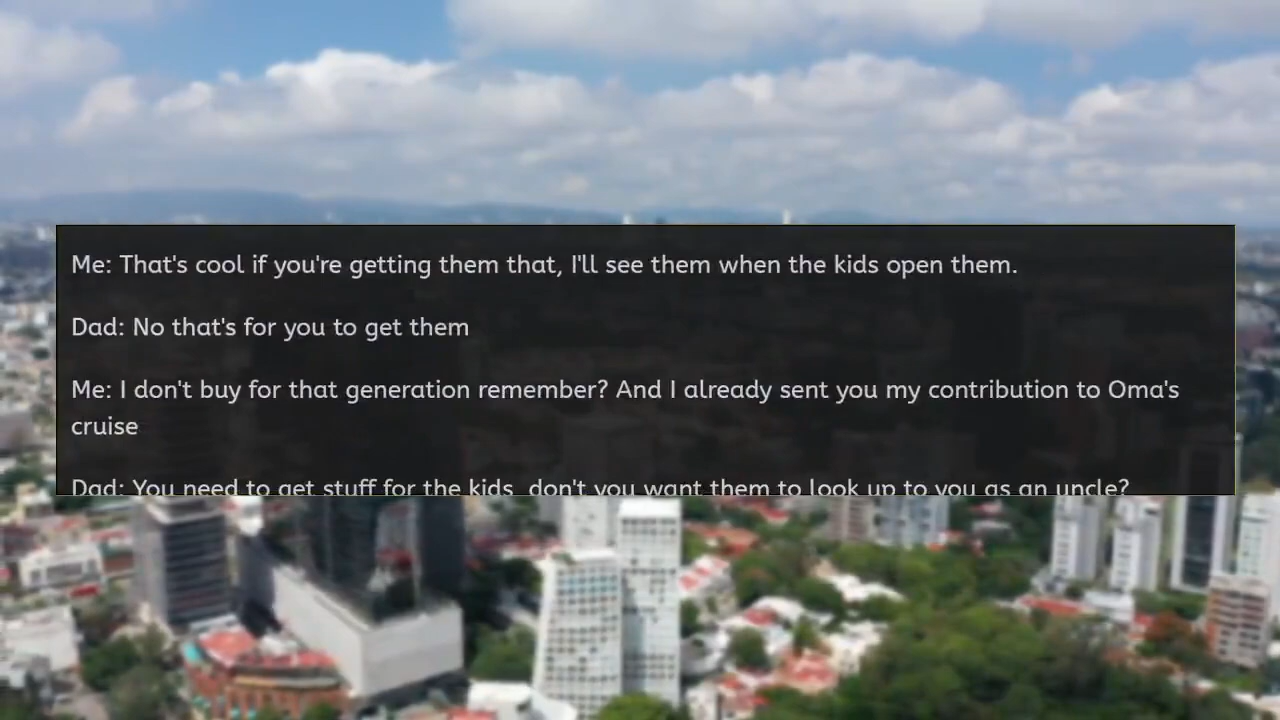 Me: That's cool if you're getting them that, I'll see them when the kids open them.
Dad: No that's for you to get them
Me: I don't buy for that generation remember? And I already sent you my contribution to Oma's
cruise
Dad: You need to get stuff for the kids, don't you want them to look up to you as an uncle?